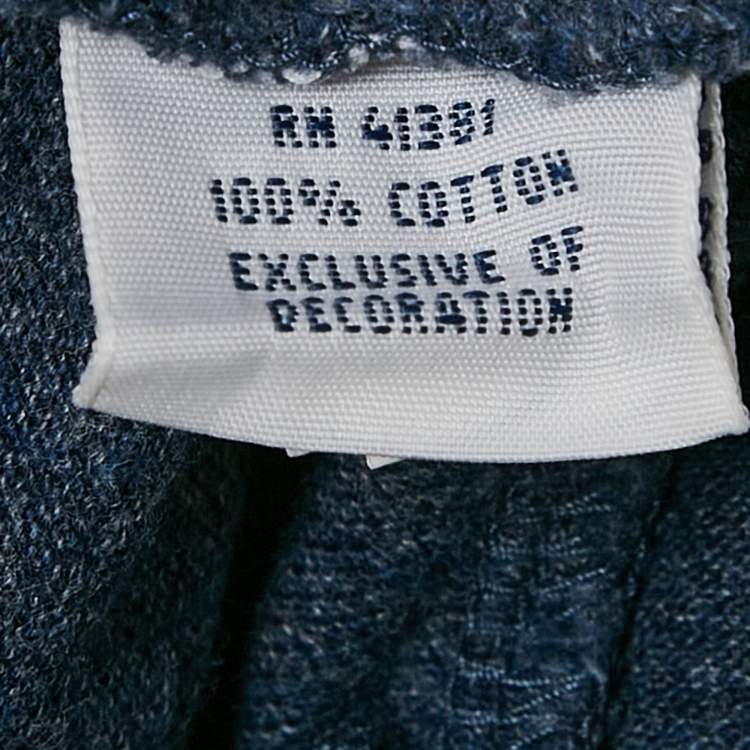 RN 41381
100% COTTON
EXCLUSIVE OF
DECORATION